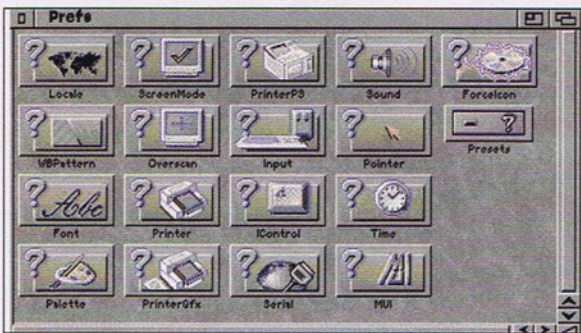 Prefs
Locale ScreenMode PrinterPS Sound ForceIcon
WBPattern Overscan Input Pointer Presets
Abc
Font Printer IControl Time
Palette PrinterGfx Serial MUI